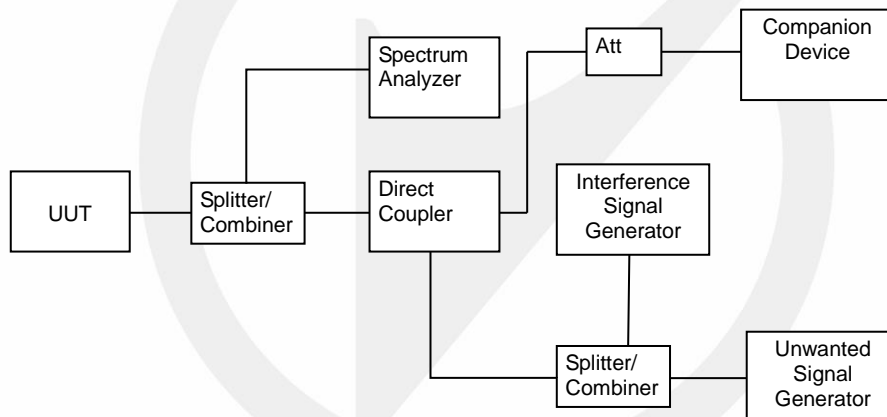 Spectrum
Analyzer
Att
Companion
Device
UUT
Splitter/
Combiner
Direct
Coupler
Interference
Signal
Generator
Splitter/
Combiner
Unwanted
Signal
Generator